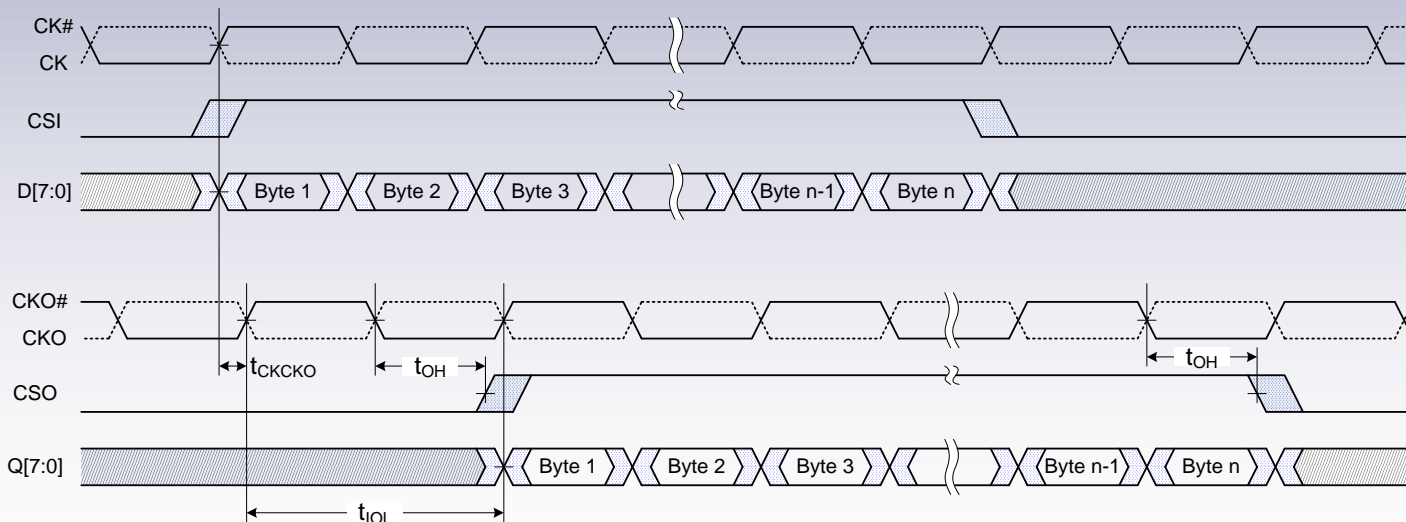 CK#
CK
CSI
D[7:0] Byte 1 Byte 2 Byte 3 Byte n-1 Byte n
CKO#
CKO
tCKCKO tOH tOH
CSO
Q[7:0] Byte 1 Byte 2 Byte 3 Byte n-1 Byte n
tIOL